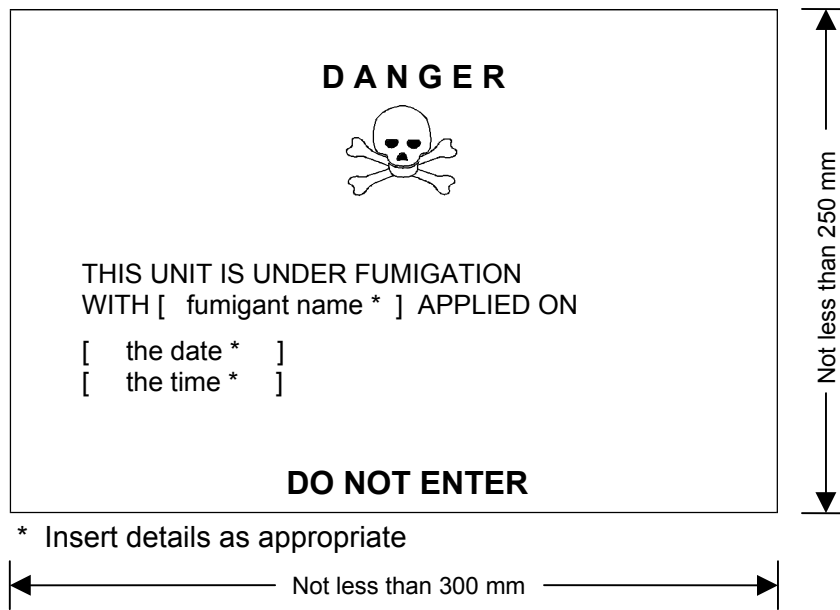 D A N G E R
THIS UNIT IS UNDER FUMIGATION
WITH [ fumigant name * ] APPLIED ON
[ the date * ]
[ the time * ]
DO NOT ENTER
* Insert details as appropriate
Not less than 300 mm
Not less than 250 mm